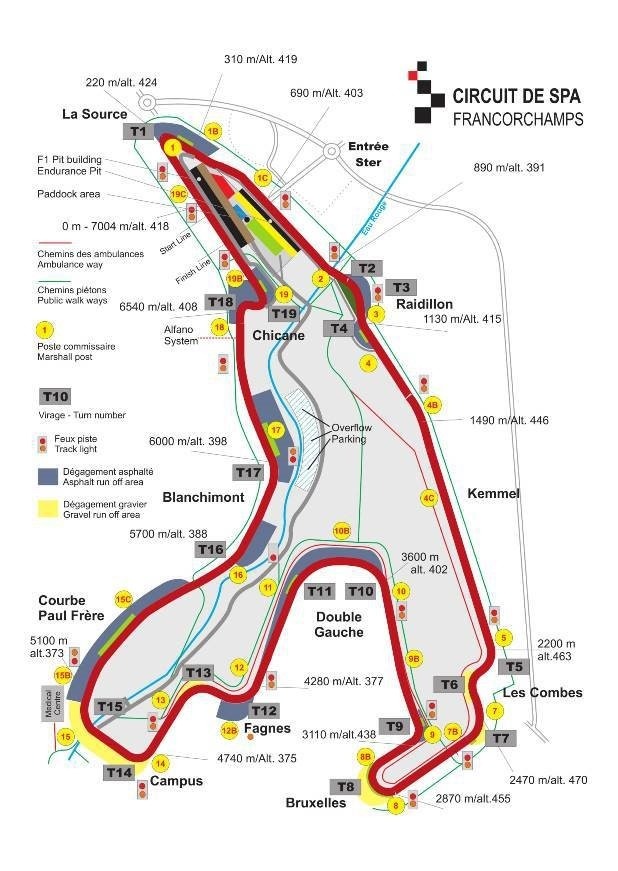 310 m/Alt. 419
220 m/alt. 424
690 m/Alt. 403
CIRCUIT DE SPA
FRANCORCHAMPS
La Source
T1
1B
1
Entrée
Ster
F1 Pit building
Endurance Pit
890 m/alt. 391
1C
Paddock area
19C
Eau Rouge
0 m - 7004 m/alt. 418
Start Line
Chemins des ambulances
Ambulance way
Finish Line
T2
2
T3
19B
Chemins piétons
Public walk ways
19
T18
Raidillon
6540 m/alt. 408
T19
3
1130 m/Alt. 415
1
18
T4
Alfano
System
Chicane
Poste commissaire
Marshall post
4
T10
4B
Virage - Turn number
1490 m/Alt. 446
17
Overflow
Parking
Feux piste
Track light
6000 m/alt. 398
T17
Dégagement asphalté
Asphalt run off area
Blanchimont
4C
Kemmel
Dégagement gravier
Gravel run off area
10B
5700 m/alt. 388
T16
3600 m
alt. 402
16
11
T11
T10
10
Courbe
Paul Frère
15C
Double
Gauche
5100 m
alt.373
5
2200 m
alt.463
15B
9B
12
T5
T13
4280 m/Alt. 377
T6
Les Combes
Medical
Centre
T15
13
T12
7
12B
Fagnes
T9
7B
T7
15
3110 m/alt.438
9
4740 m/Alt. 375
8B
14
T14
Campus
2470 m/alt. 470
T8
Bruxelles
8
2870 m/alt.455